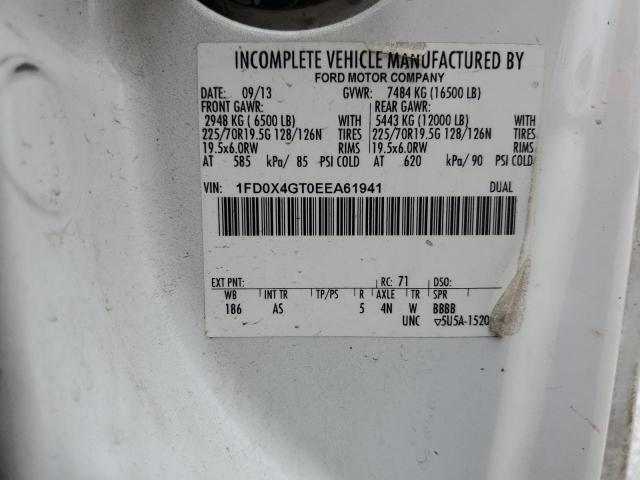 INCOMPLETE VEHICLE MANUFACTURED BY
FORD MOTOR COMPANY
DATE: 09/13 GVWR: 7484 KG (16500 LB)
FRONT GAWR: REAR GAWR:
2948 KG ( 6500 LB) WITH 5443 KG (12000 LB) WITH
225/70R19.5G 128/126N TIRES 225/70R19.5G 128/126N TIRES
19.5x6.0RW RIMS 19.5x6.0RW RIMS
AT 585 kPa/ 85 PSI COLD AT 620 kPa/90 PSI COLD
VIN: 1FD0X4GT0EEA61941 DUAL
EXT PNT: RC: 71 DSO:
WB INT TR TP/PS R AXLE TR SPR
186 AS 5 4N W BBBB
UNC ▽5U5A-1520